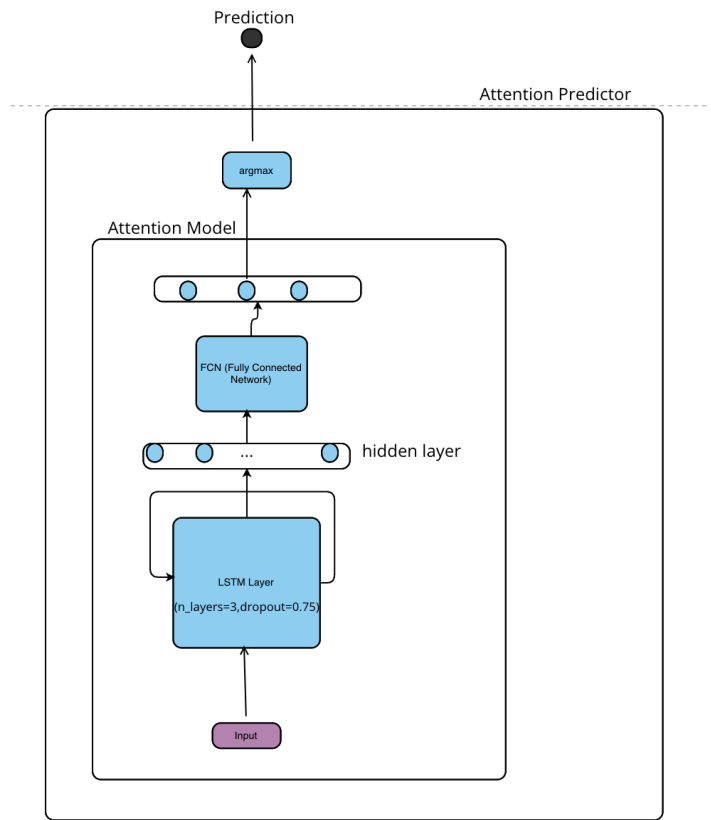 Prediction
Attention Predictor
argmax
Attention Model
FCN (Fully Connected
Network)
...
hidden layer
LSTM Layer
(n_layers=3,dropout=0.75)
Input